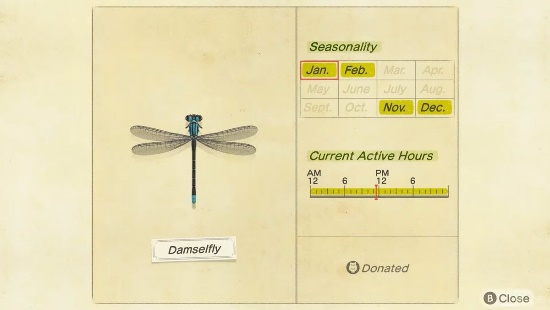 Seasonality
Jan. Feb. Mar. Apr.
May June July Aug.
Sept. Oct. Nov. Dec.
Current Active Hours
AM PM
12 6 12 6
Damselfly
Donated
B Close